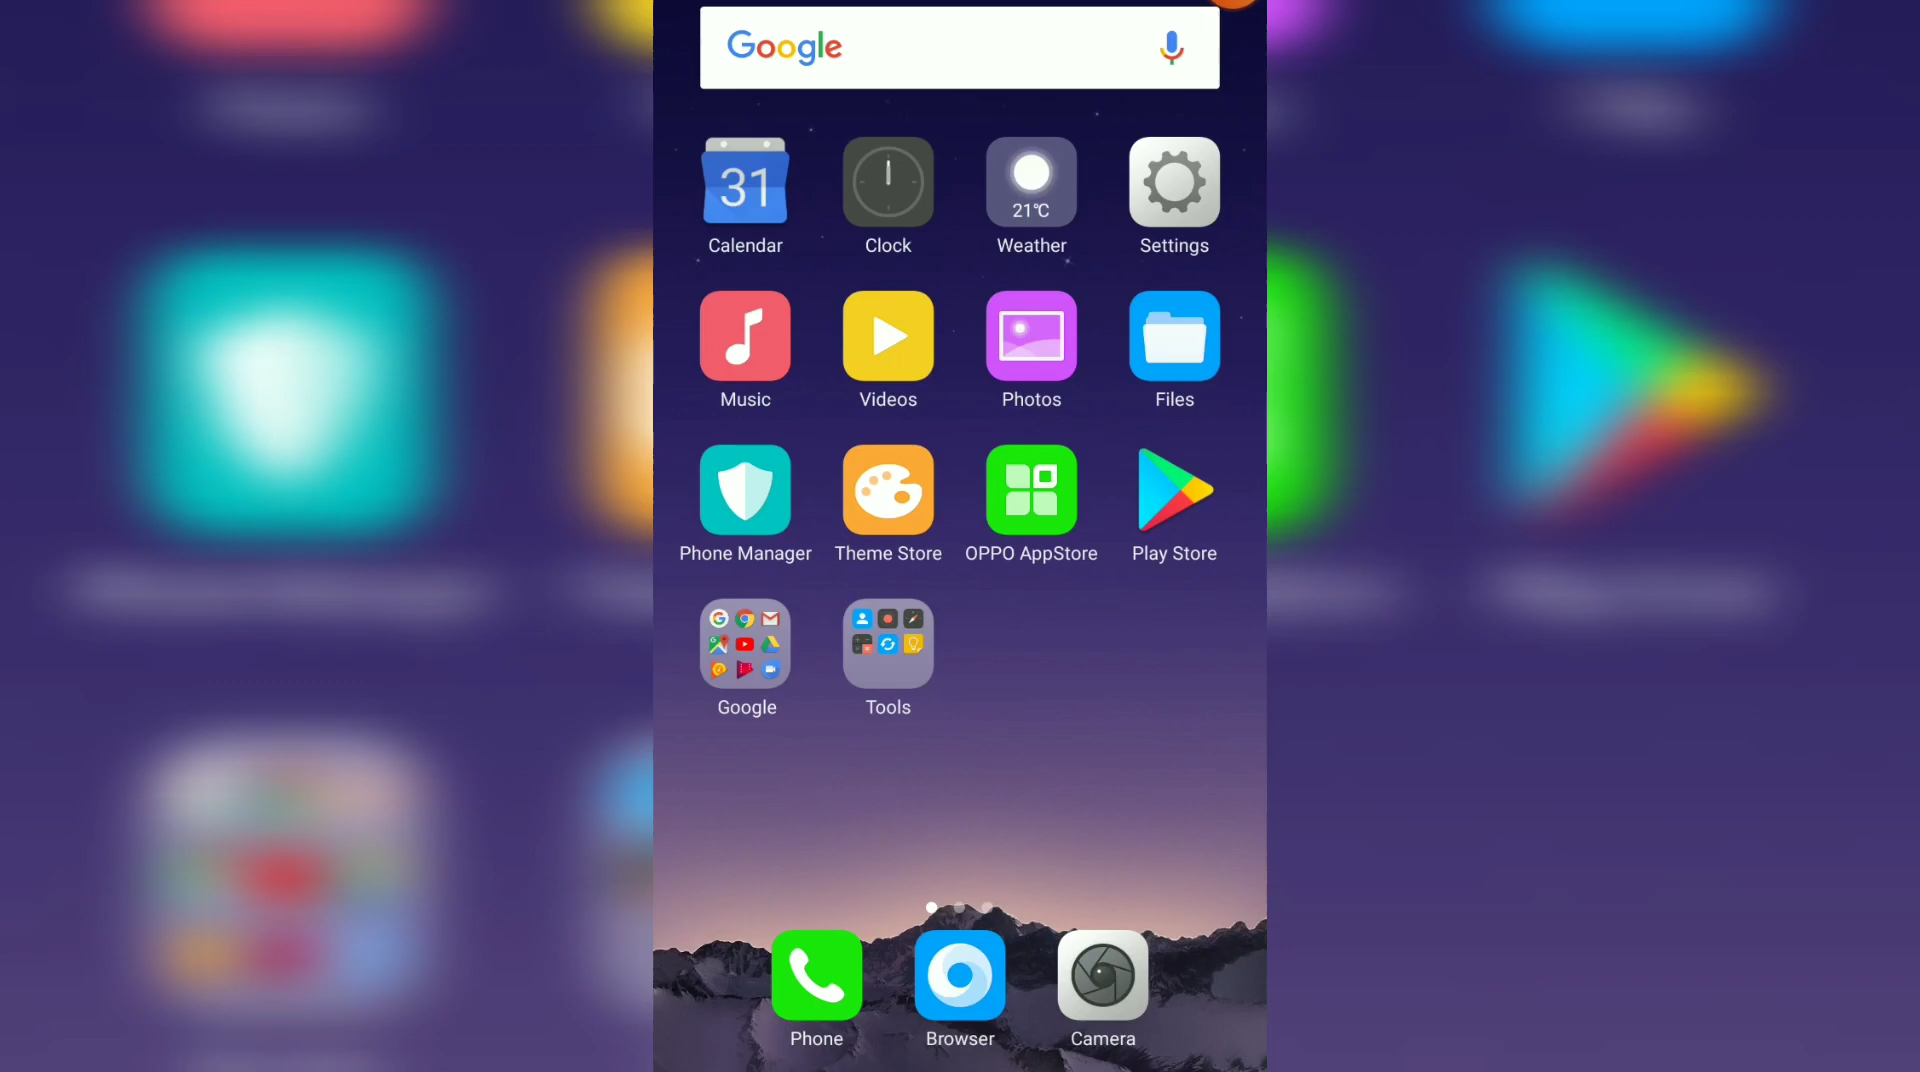 Google
31
21°C
Calendar Clock Weather Settings
Music Videos Photos Files
Phone Manager Theme Store OPPO AppStore Play Store
Google Tools
Phone Browser Camera